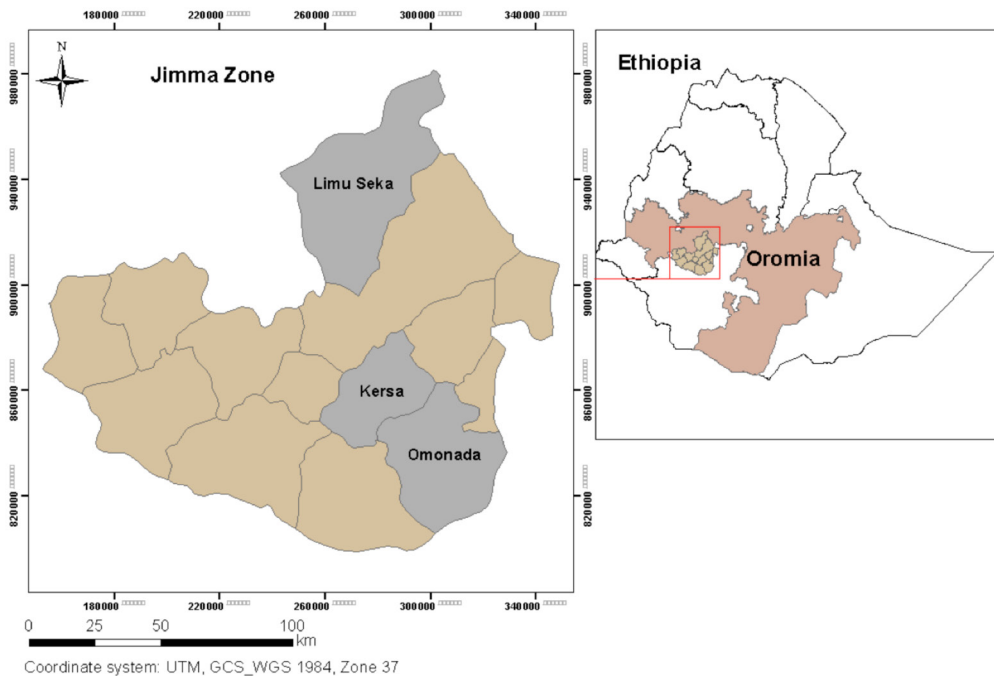 180000 220000 260000 300000 340000
N
Jimma Zone
Ethiopia
980000
980000
Limu Seka
940000
940000
Oromia
900000
900000
Kersa
860000
860000
Omonada
820000
820000
180000 220000 260000 300000 340000
0 25 50 100
km
Coordinate system: UTM, GCS_WGS 1984, Zone 37